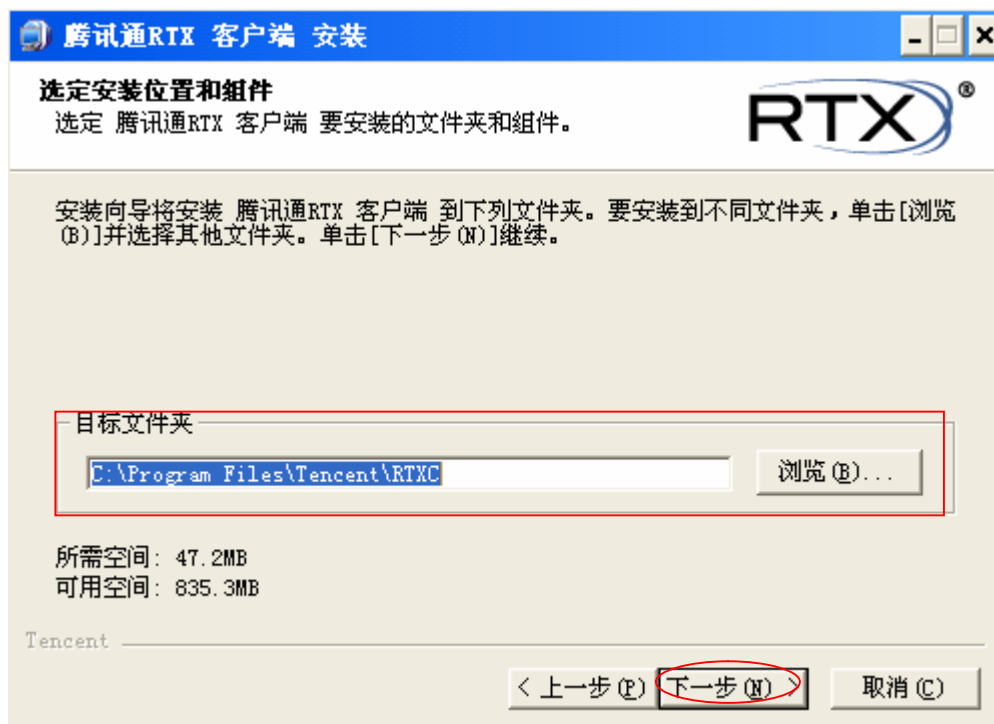 腾讯通RTX 客户端 安装
选定安装位置和组件
选定 腾讯通RTX 客户端 要安装的文件夹和组件。
RTX®
安装向导将安装 腾讯通RTX 客户端 到下列文件夹。要安装到不同文件夹，单击[浏览
(B)]并选择其他文件夹。单击[下一步(N)]继续。
目标文件夹
C:\Program Files\Tencent\RTXC
浏览(B)...
所需空间: 47.2MB
可用空间: 835.3MB
Tencent
< 上一步(P) 下一步(N) > 取消(C)